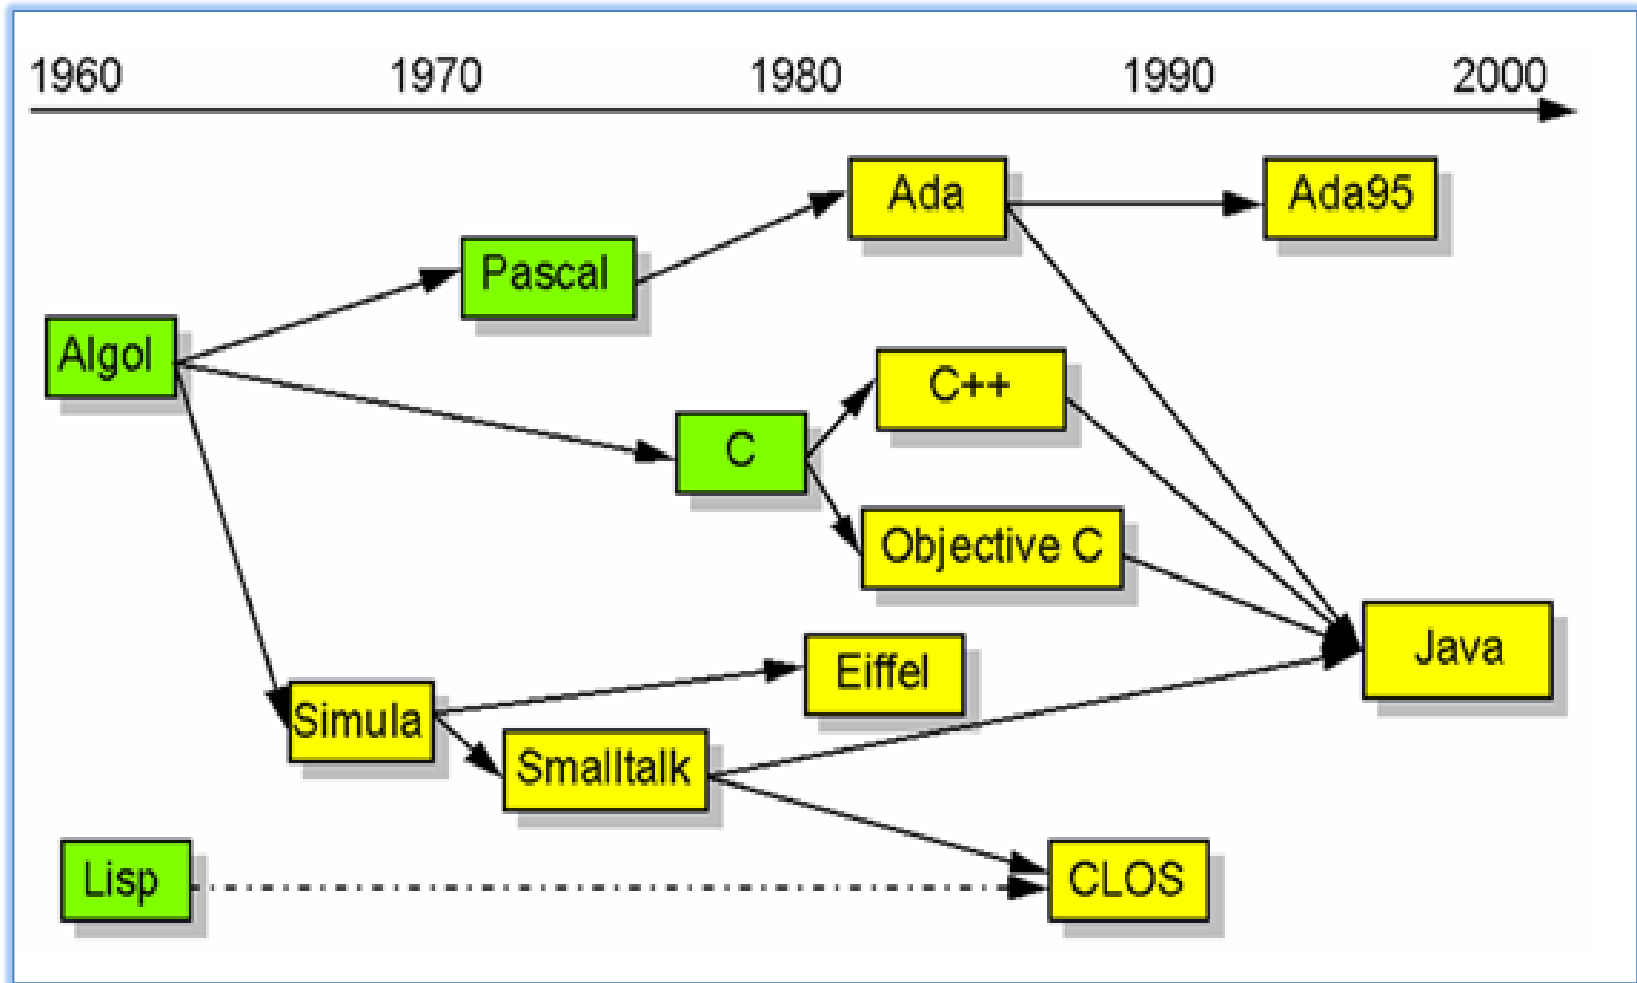 1960 1970 1980 1990 2000
Ada
Ada95
Pascal
Algol
C++
C
Objective C
Java
Eiffel
Simula
Smalltalk
Lisp
CLOS